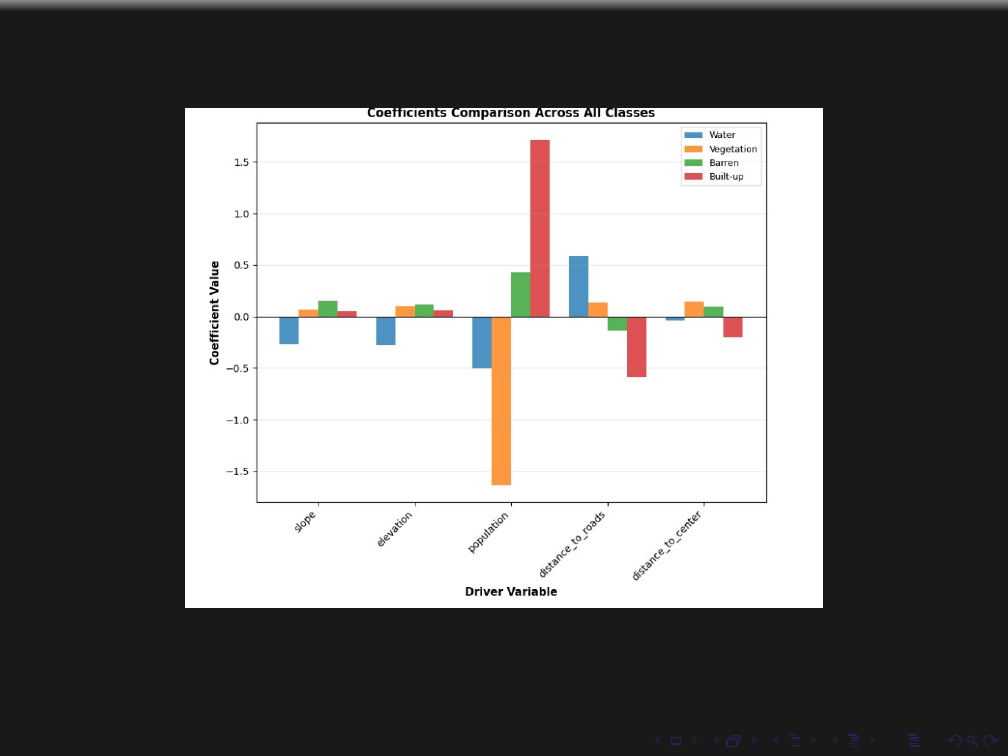 Coefficients Comparison Across All Classes
Water
Vegetation
Barren
Built-up
1.5
1.0
0.5
0.0
−0.5
−1.0
−1.5
Coefficient Value
slope
elevation
population
distance_to_roads
distance_to_center
Driver Variable